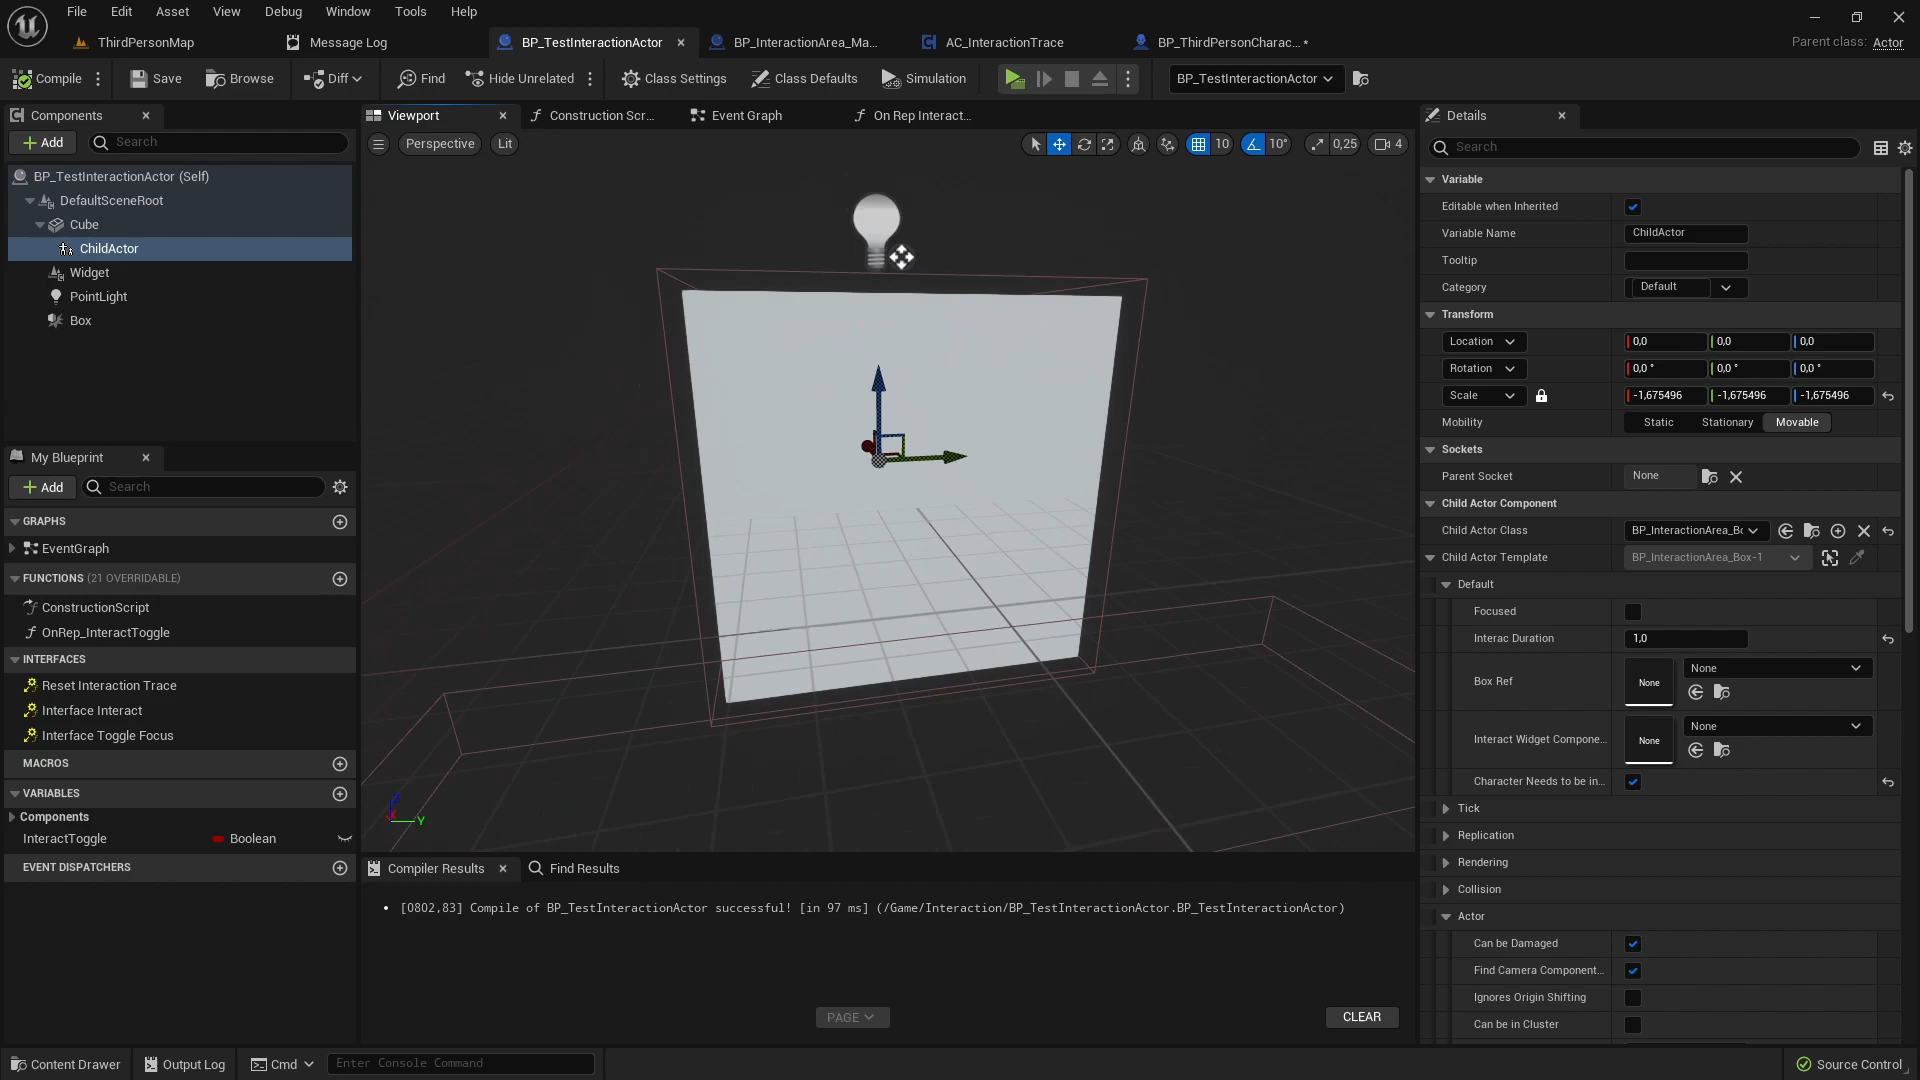 File Edit Asset View Debug Window Tools Help
ThirdPersonMap Message Log BP_TestInteractionActor BP_InteractionArea_Ma... AC_InteractionTrace BP_ThirdPersonCharac...• Parent class: Actor
Compile Save Browse Diff Find Hide Unrelated Class Settings Class Defaults Simulation BP_TestInteractionActor
Components
Add Search
BP_TestInteractionActor (Self)
DefaultSceneRoot
Cube
ChildActor
Widget
PointLight
Box
My Blueprint
Add Search
GRAPHS
EventGraph
FUNCTIONS (21 OVERRIDABLE)
ConstructionScript
OnRep_InteractToggle
INTERFACES
Reset Interaction Trace
Interface Interact
Interface Toggle Focus
MACROS
VARIABLES
Components
InteractToggle Boolean
EVENT DISPATCHERS
Viewport Construction Scr... Event Graph On Rep Interact...
Perspective Lit 10 10° 0,25 4
Z
X Y
Compiler Results Find Results
[0802,83] Compile of BP_TestInteractionActor successful! [in 97 ms] (/Game/Interaction/BP_TestInteractionActor.BP_TestInteractionActor)
PAGE CLEAR
Details
Search
Variable
Editable when Inherited
Variable Name ChildActor
Tooltip
Category Default
Transform
Location 0,0 0,0 0,0
Rotation 0,0 ° 0,0 ° 0,0 °
Scale -1,675496 -1,675496 -1,675496
Mobility Static Stationary Movable
Sockets
Parent Socket None
Child Actor Component
Child Actor Class BP_InteractionArea_Bo
Child Actor Template BP_InteractionArea_Box-1
Default
Focused
Interac Duration 1,0
Box Ref None None
Interact Widget Compone... None None
Character Needs to be in...
Tick
Replication
Rendering
Collision
Actor
Can be Damaged
Find Camera Component...
Ignores Origin Shifting
Can be in Cluster
Content Drawer Output Log Cmd Enter Console Command Source Control